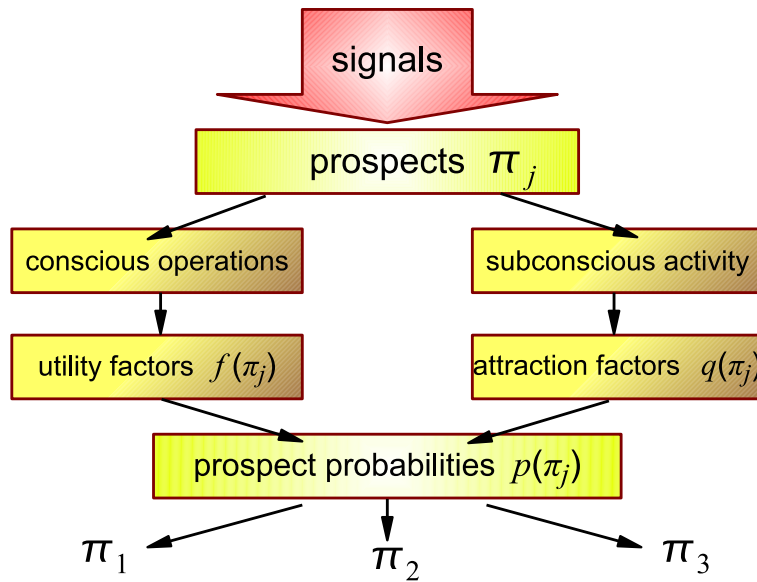 signals
prospects π_j
conscious operations
subconscious activity
utility factors f(π_j)
attraction factors q(π_j)
prospect probabilities p(π_j)
π_1
π_2
π_3